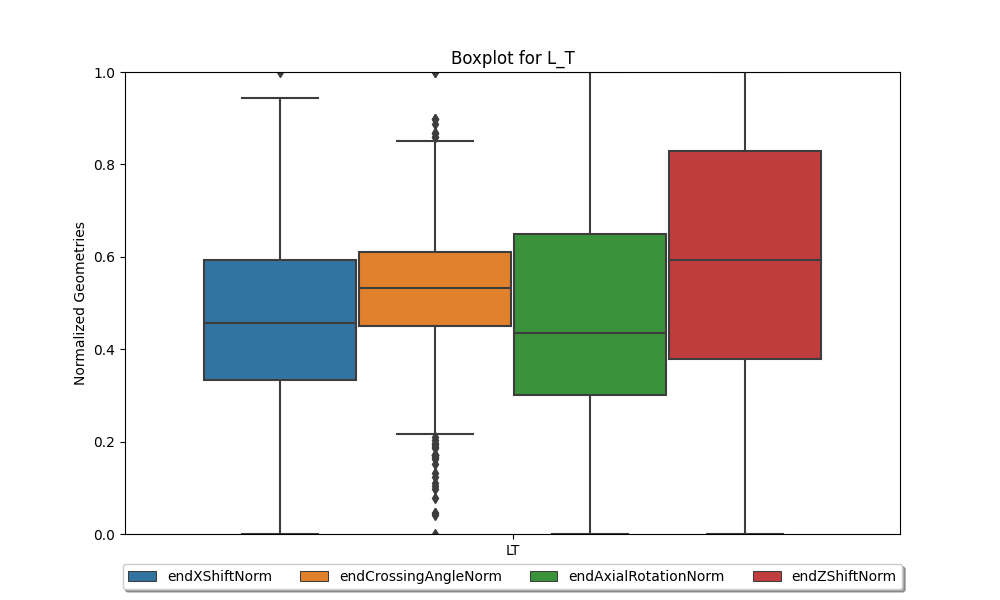 Boxplot for L_T
1.0
0.8
0.6
0.4
0.2
0.0
Normalized Geometries
LT
endXShiftNorm endCrossingAngleNorm endAxialRotationNorm endZShiftNorm